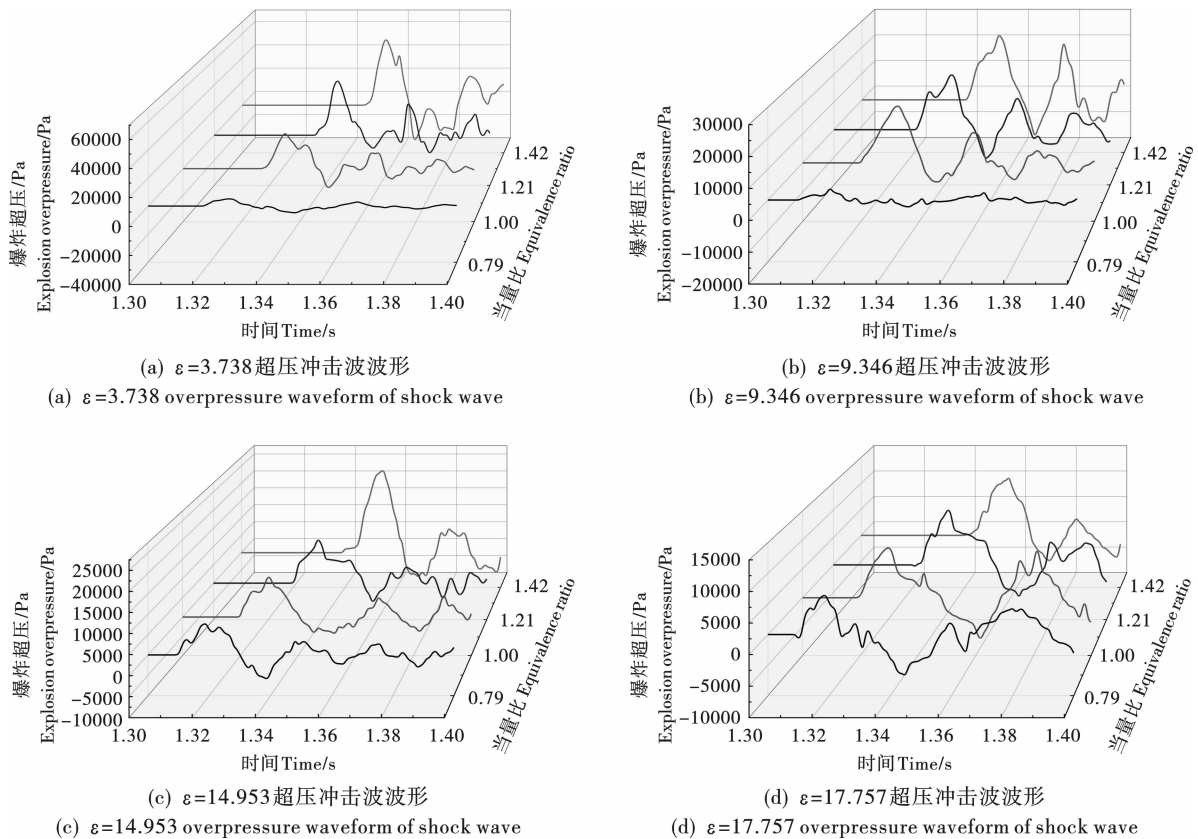 爆炸超压/Pa
Explosion overpressure/Pa
60000
40000
20000
0
−20000
−40000
1.30
1.32
1.34
1.36
1.38
1.40
时间Time/s
0.79
1.00
1.21
1.42
当量比 Equivalence ratio
(a) ε=3.738超压冲击波波形
(a) ε=3.738 overpressure waveform of shock wave
爆炸超压/Pa
Explosion overpressure/Pa
30000
20000
10000
0
−10000
−20000
1.30
1.32
1.34
1.36
1.38
1.40
时间Time/s
0.79
1.00
1.21
1.42
当量比 Equivalence ratio
(b) ε=9.346超压冲击波波形
(b) ε=9.346 overpressure waveform of shock wave
爆炸超压/Pa
Explosion overpressure/Pa
25000
20000
15000
10000
5000
0
−5000
−10000
1.30
1.32
1.34
1.36
1.38
1.40
时间Time/s
0.79
1.00
1.21
1.42
当量比 Equivalence ratio
(c) ε=14.953超压冲击波波形
(c) ε=14.953 overpressure waveform of shock wave
爆炸超压/Pa
Explosion overpressure/Pa
15000
10000
5000
0
−5000
−10000
1.30
1.32
1.34
1.36
1.38
1.40
时间Time/s
0.79
1.00
1.21
1.42
当量比 Equivalence ratio
(d) ε=17.757超压冲击波波形
(d) ε=17.757 overpressure waveform of shock wave